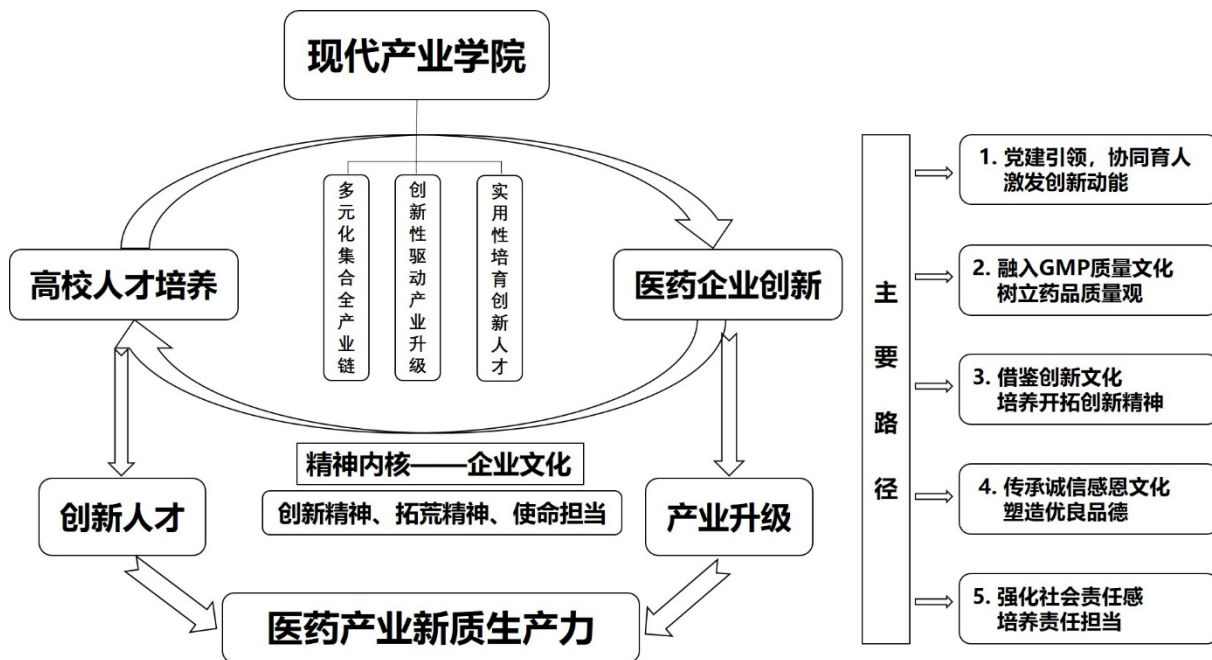 现代产业学院
多元化集合全产业链
创新性驱动产业升级
实用性培育创新人才
高校人才培养
医药企业创新
精神内核——企业文化
创新精神、拓荒精神、使命担当
创新人才
产业升级
医药产业新质生产力
主要路径
1. 党建引领，协同育人
激发创新动能
2. 融入GMP质量文化
树立药品质量观
3. 借鉴创新文化
培养开拓创新精神
4. 传承诚信感恩文化
塑造优良品德
5. 强化社会责任感
培养责任担当